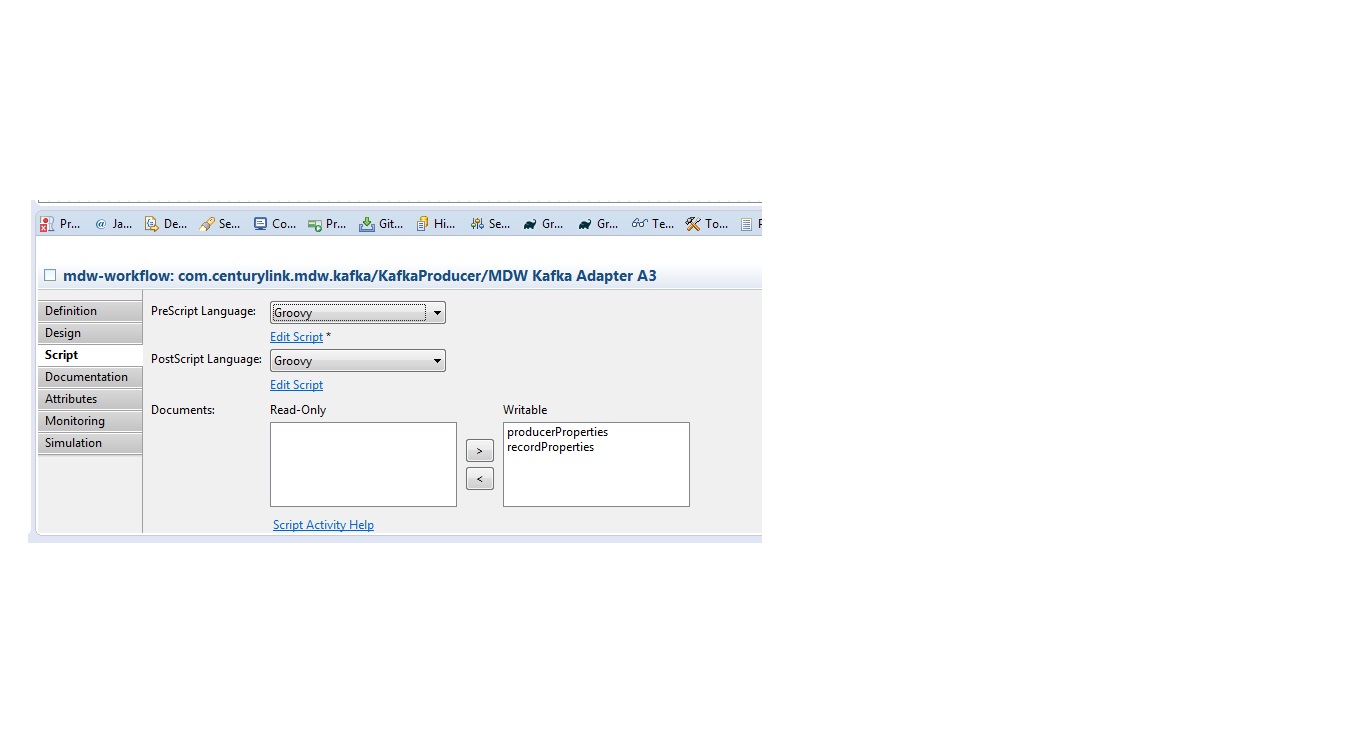 Pr... @ Ja... De... Se... Co... Pr... Git... Hi... Se... Gr... Gr... Te... To...
mdw-workflow: com.centurylink.mdw.kafka/KafkaProducer/MDW Kafka Adapter A3
Definition
Design
Script
Documentation
Attributes
Monitoring
Simulation
PreScript Language: Groovy
Edit Script *
PostScript Language: Groovy
Edit Script
Documents: Read-Only Writable
producerProperties
recordProperties
>
<
Script Activity Help